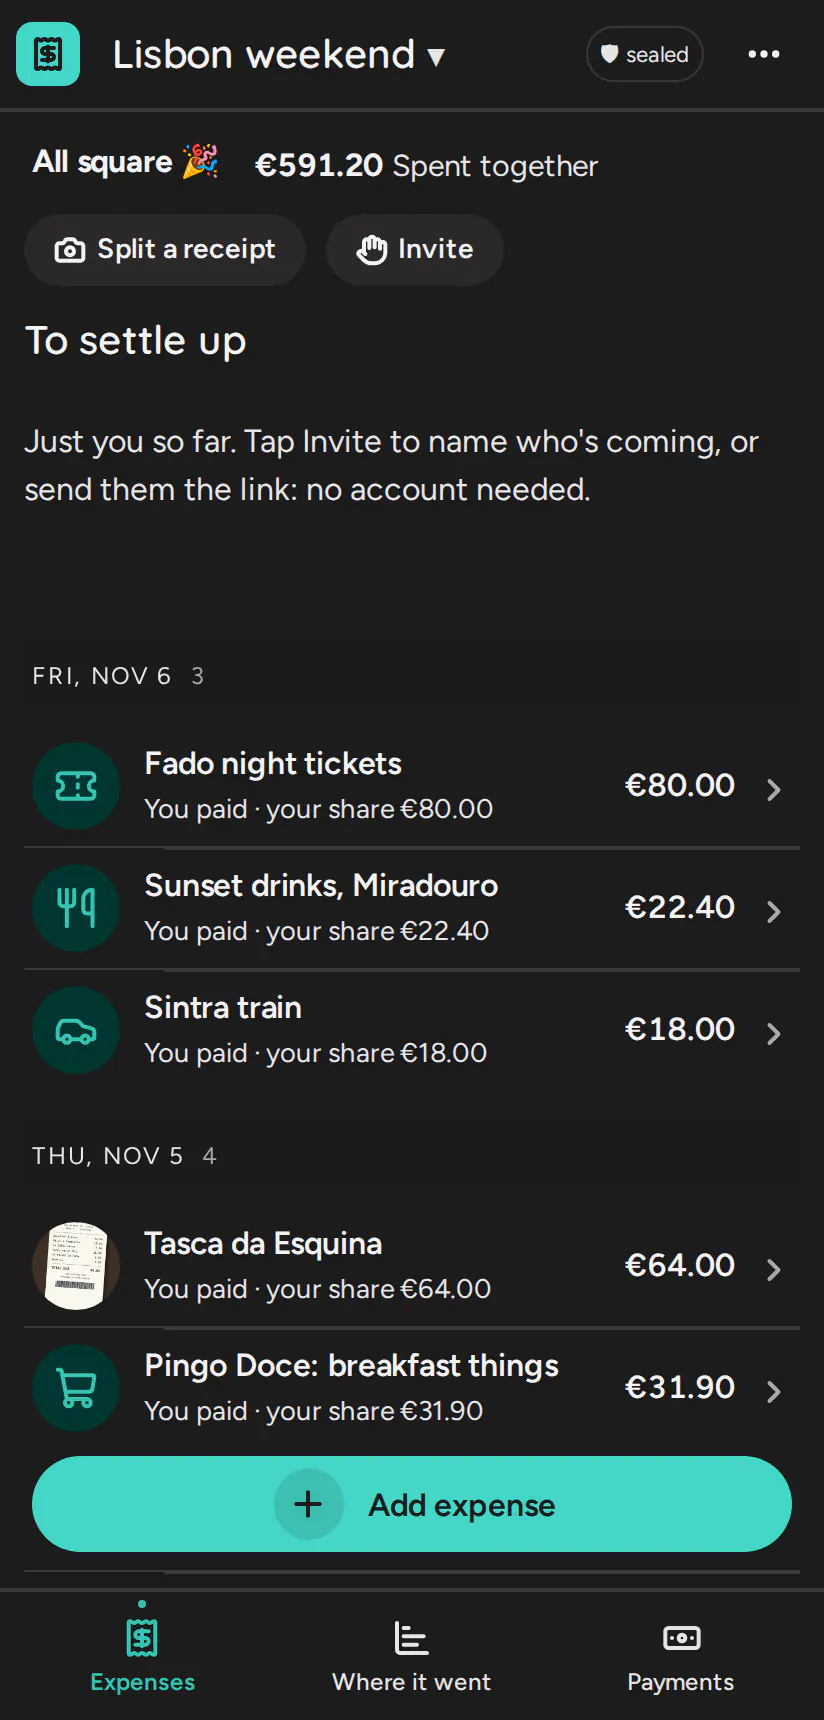 Lisbon weekend ▾
sealed
All square 🎉 €591.20 Spent together
Split a receipt
Invite
To settle up
Just you so far. Tap Invite to name who's coming, or
send them the link: no account needed.
FRI, NOV 6 3
Fado night tickets
You paid · your share €80.00
€80.00
Sunset drinks, Miradouro
You paid · your share €22.40
€22.40
Sintra train
You paid · your share €18.00
€18.00
THU, NOV 5 4
Tasca da Esquina
You paid · your share €64.00
€64.00
Pingo Doce: breakfast things
You paid · your share €31.90
€31.90
Add expense
Expenses
Where it went
Payments